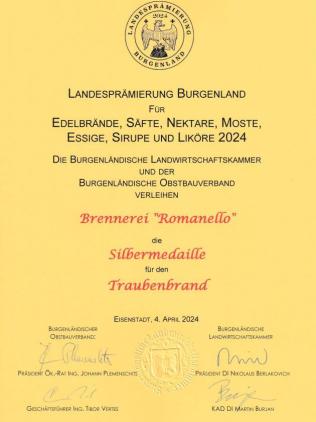 LANDESPRÄMIERUNG
2024
BURGENLAND
LANDESPRÄMIERUNG BURGENLAND
FÜR
EDELBRÄNDE, SÄFTE, NEKTARE, MOSTE,
ESSIGE, SIRUPE UND LIKÖRE 2024
DIE BURGENLÄNDISCHE LANDWIRTSCHAFTSKAMMER
UND DER
BURGENLÄNDISCHE OBSTBAUVERBAND
VERLEIHEN
Brennerei "Romanello"
die
Silbermedaille
für den
Traubenbrand
EISENSTADT, 4. APRIL 2024
BURGENLÄNDISCHER
OBSTBAUVERBAND:
BURGENLÄNDISCHE
LANDWIRTSCHAFTSKAMMER:
PRÄSIDENT ÖK.-RAT ING. JOHANN PLEMENSCHITS
PRÄSIDENT DI NIKOLAUS BERLAKOVICH
GESCHÄFTSFÜHRER ING. TIBOR VERTES
KAD DI MARTIN BURJAN